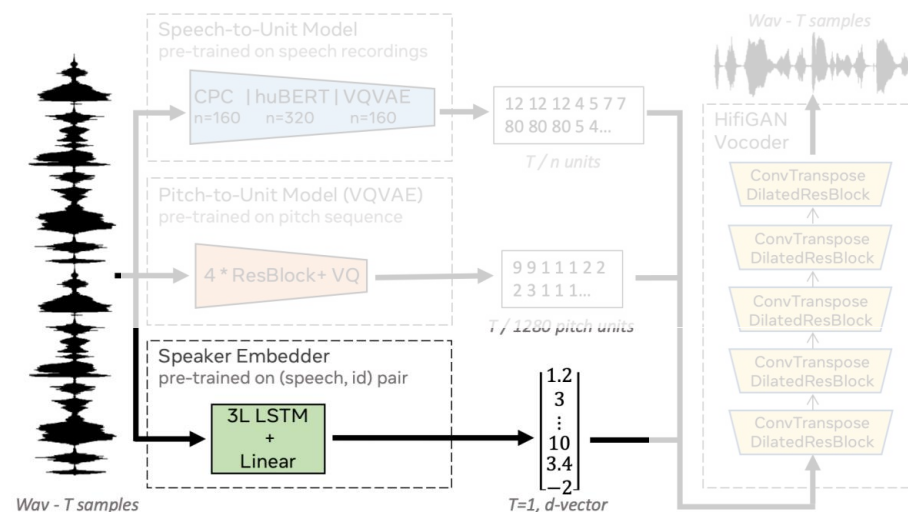 Speech-to-Unit Model
pre-trained on speech recordings
CPC | huBERT | VQVAE
n=160 n=320 n=160
12 12 12 4 5 7 7
80 80 80 5 4...
T / n units
Pitch-to-Unit Model (VQVAE)
pre-trained on pitch sequence
4 * ResBlock+ VQ
9 9 1 1 1 2 2
2 3 1 1 1...
T / 1280 pitch units
Speaker Embedder
pre-trained on (speech, id) pair
3L LSTM
+
Linear
1.2
3
⋮
10
3.4
−2
T=1, d-vector
Wav - T samples
Wav - T samples
HifiGAN
Vocoder
ConvTranspose
DilatedResBlock
ConvTranspose
DilatedResBlock
ConvTranspose
DilatedResBlock
ConvTranspose
DilatedResBlock
ConvTranspose
DilatedResBlock